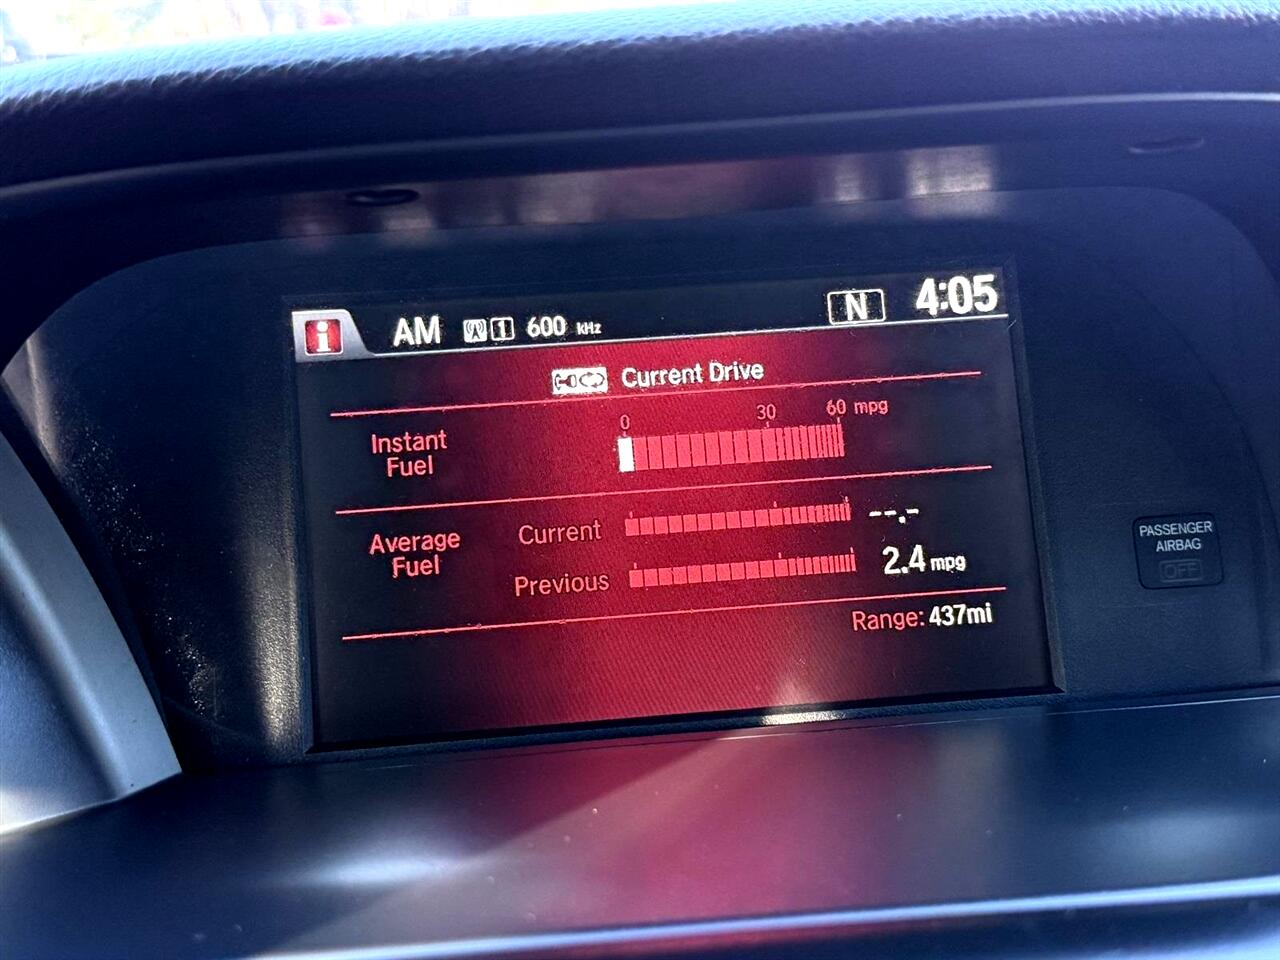 i AM 1 600 KHz N 4:05
Current Drive
0 30 60 mpg
Instant
Fuel
Average
Fuel
Current --.-
Previous 2.4 mpg
Range: 437mi
PASSENGER
AIRBAG
OFF